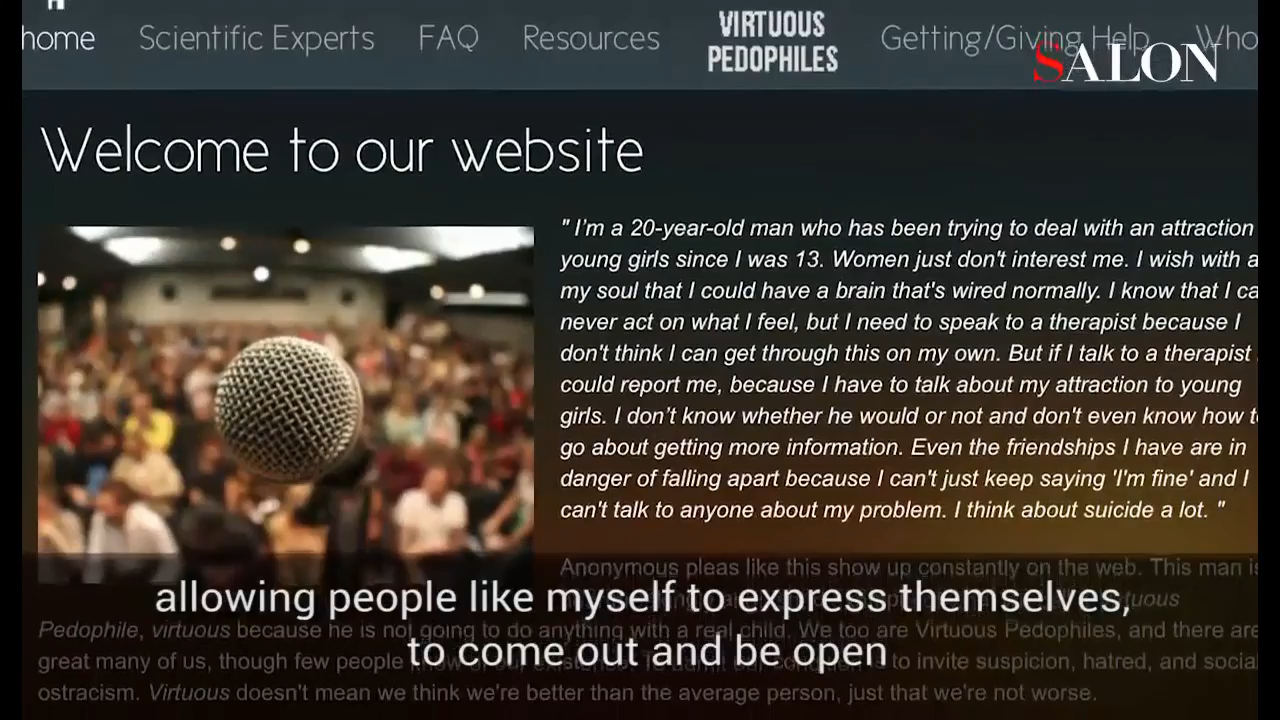 home Scientific Experts FAQ Resources VIRTUOUS PEDOPHILES Getting/Giving Help Who
SALON
Welcome to our website
" I'm a 20-year-old man who has been trying to deal with an attraction
young girls since I was 13. Women just don't interest me. I wish with a
my soul that I could have a brain that's wired normally. I know that I ca
never act on what I feel, but I need to speak to a therapist because I
don't think I can get through this on my own. But if I talk to a therapist
could report me, because I have to talk about my attraction to young
girls. I don't know whether he would or not and don't even know how t
go about getting more information. Even the friendships I have are in
danger of falling apart because I can't just keep saying 'I'm fine' and I
can't talk to anyone about my problem. I think about suicide a lot. "
Anonymous pleas like this show up constantly on the web. This man is
Pedophile, virtuous because he is not going to do anything with a real child. We too are Virtuous Pedophiles, and there are
great many of us, though few people to invite suspicion, hatred, and social
ostracism. Virtuous doesn't mean we think we're better than the average person, just that we're not worse.
allowing people like myself to express themselves,
to come out and be open